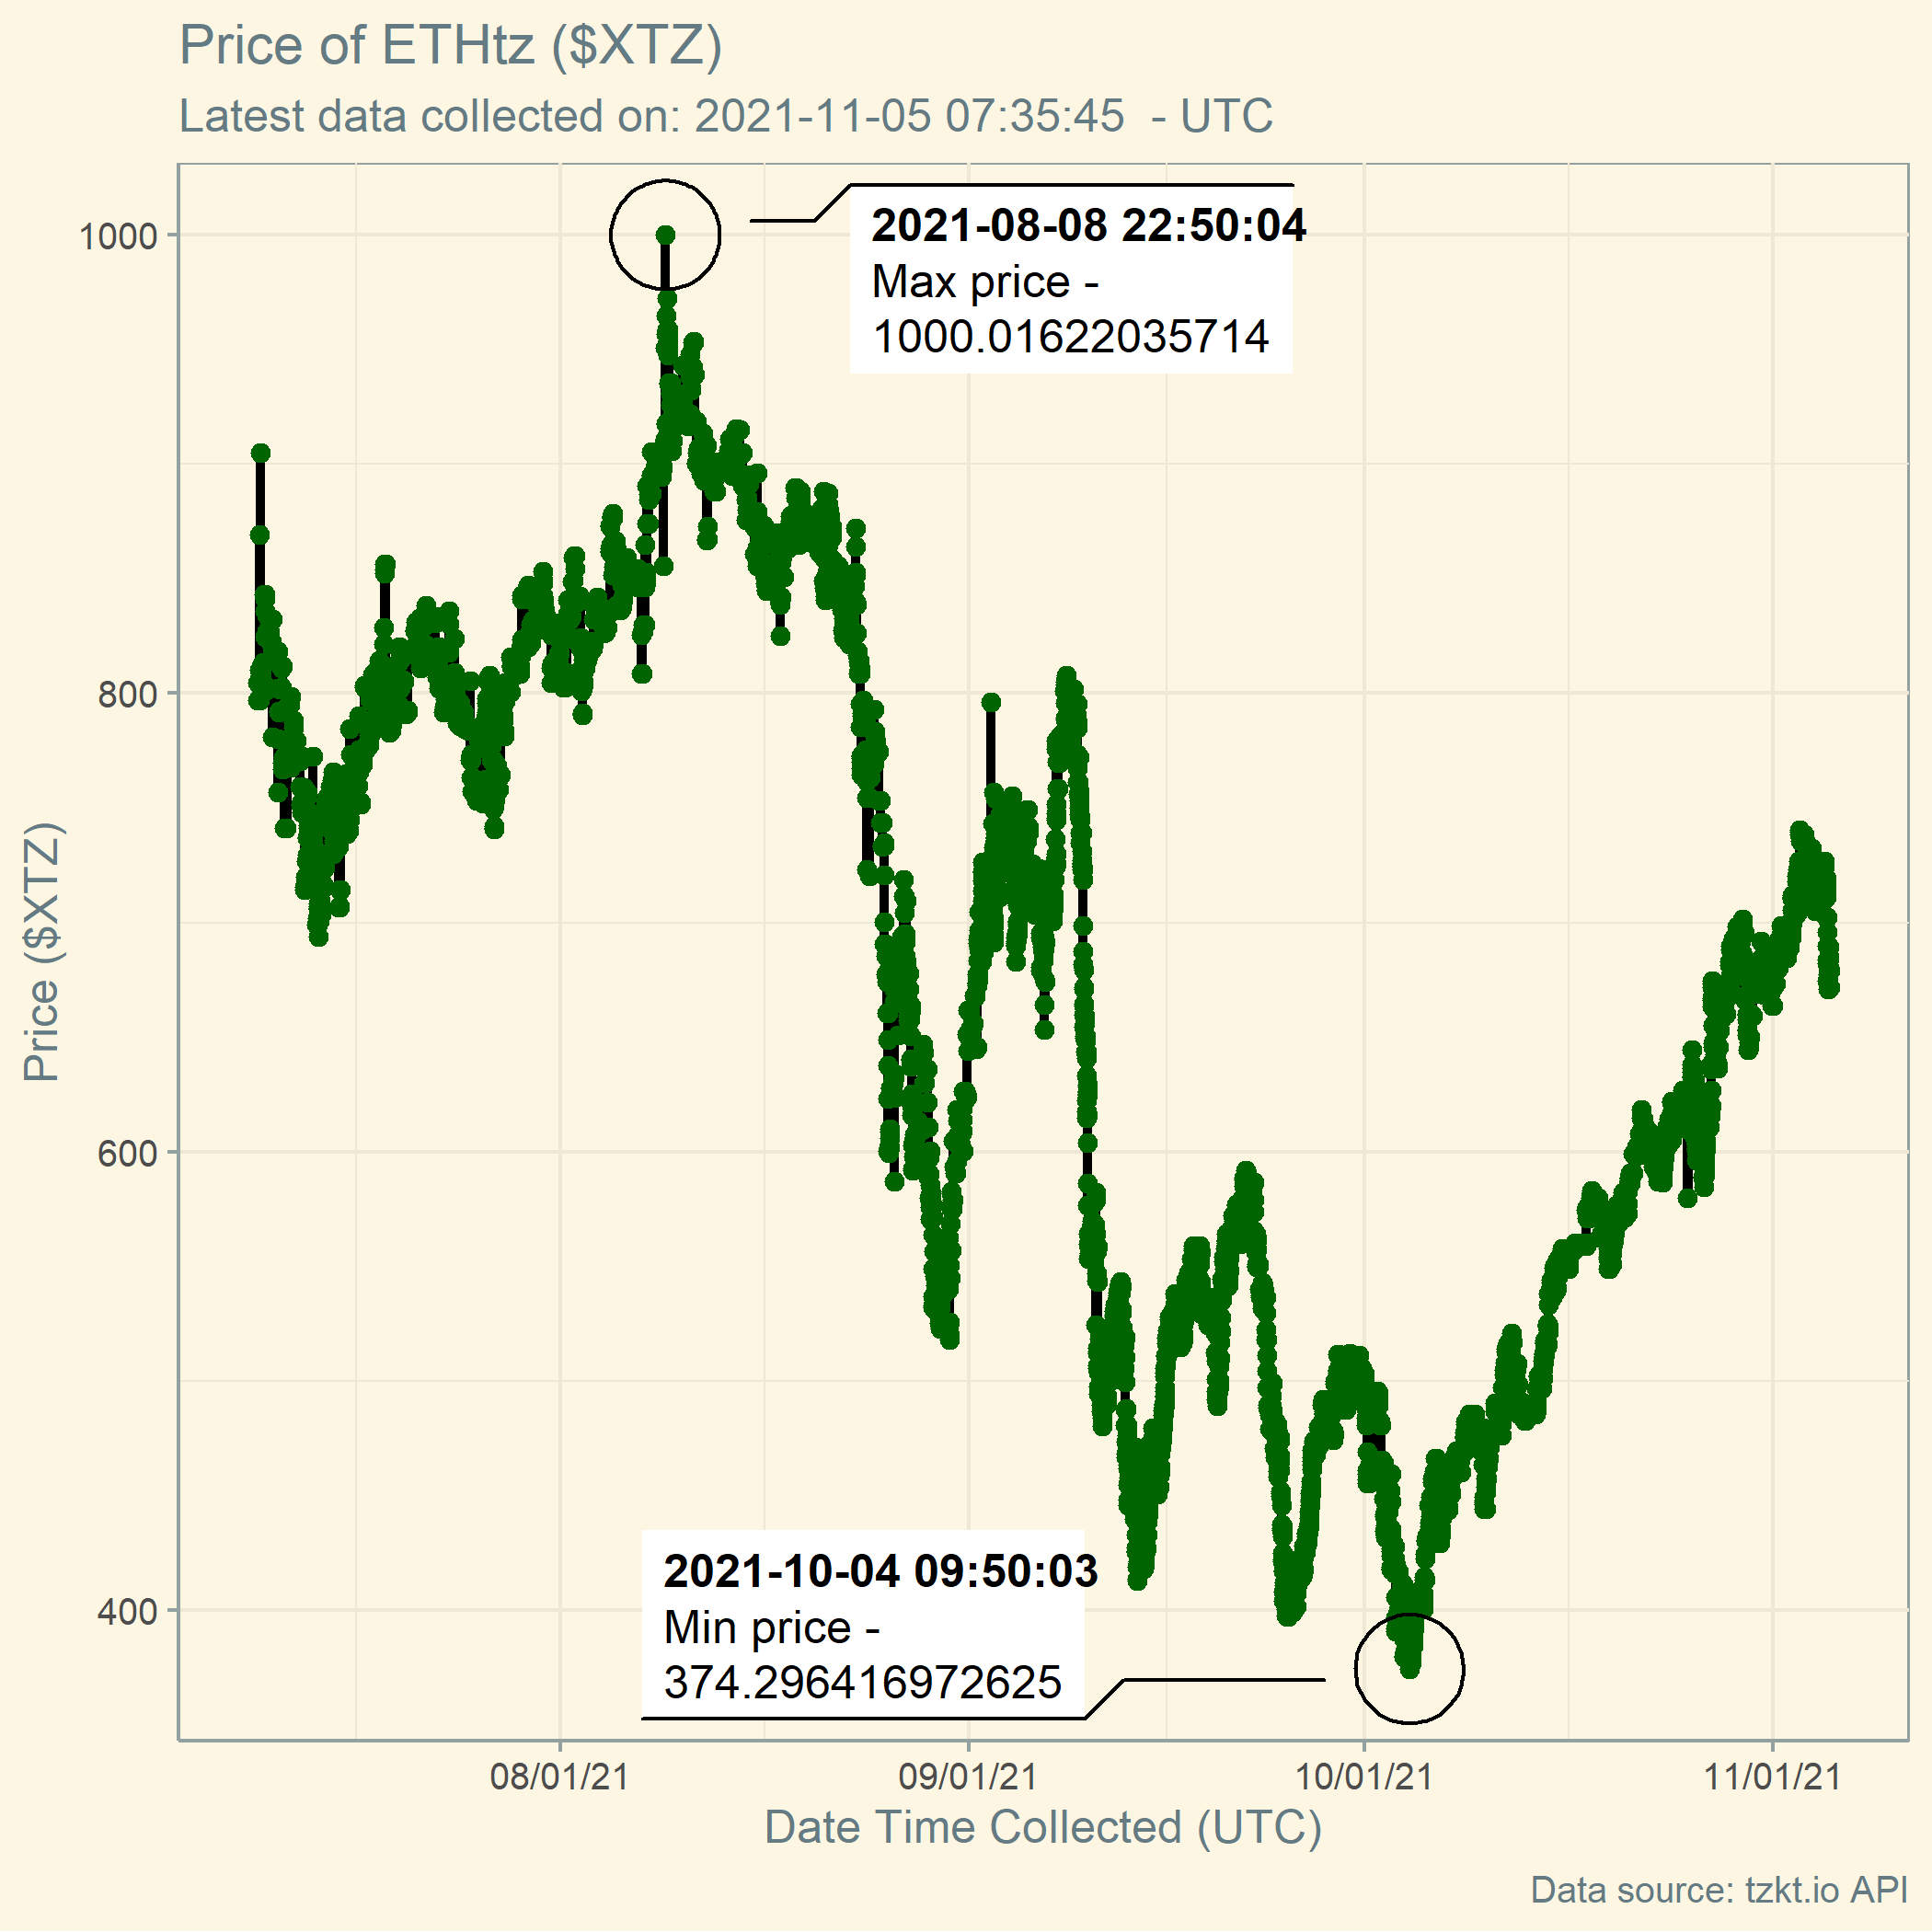 Price of ETHtz ($XTZ)
Latest data collected on: 2021-11-05 07:35:45  - UTC
1000
800
600
400
Price ($XTZ)
2021-08-08 22:50:04
Max price -
1000.01622035714
2021-10-04 09:50:03
Min price -
374.296416972625
08/01/21
09/01/21
10/01/21
11/01/21
Date Time Collected (UTC)
Data source: tzkt.io API